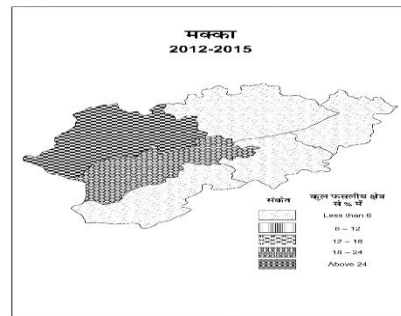 मक्का
2012-2015
संकेत
कुल फसलीय क्षेत्र
से % में
Less than 6
6 – 12
12 – 18
18 – 24
Above 24